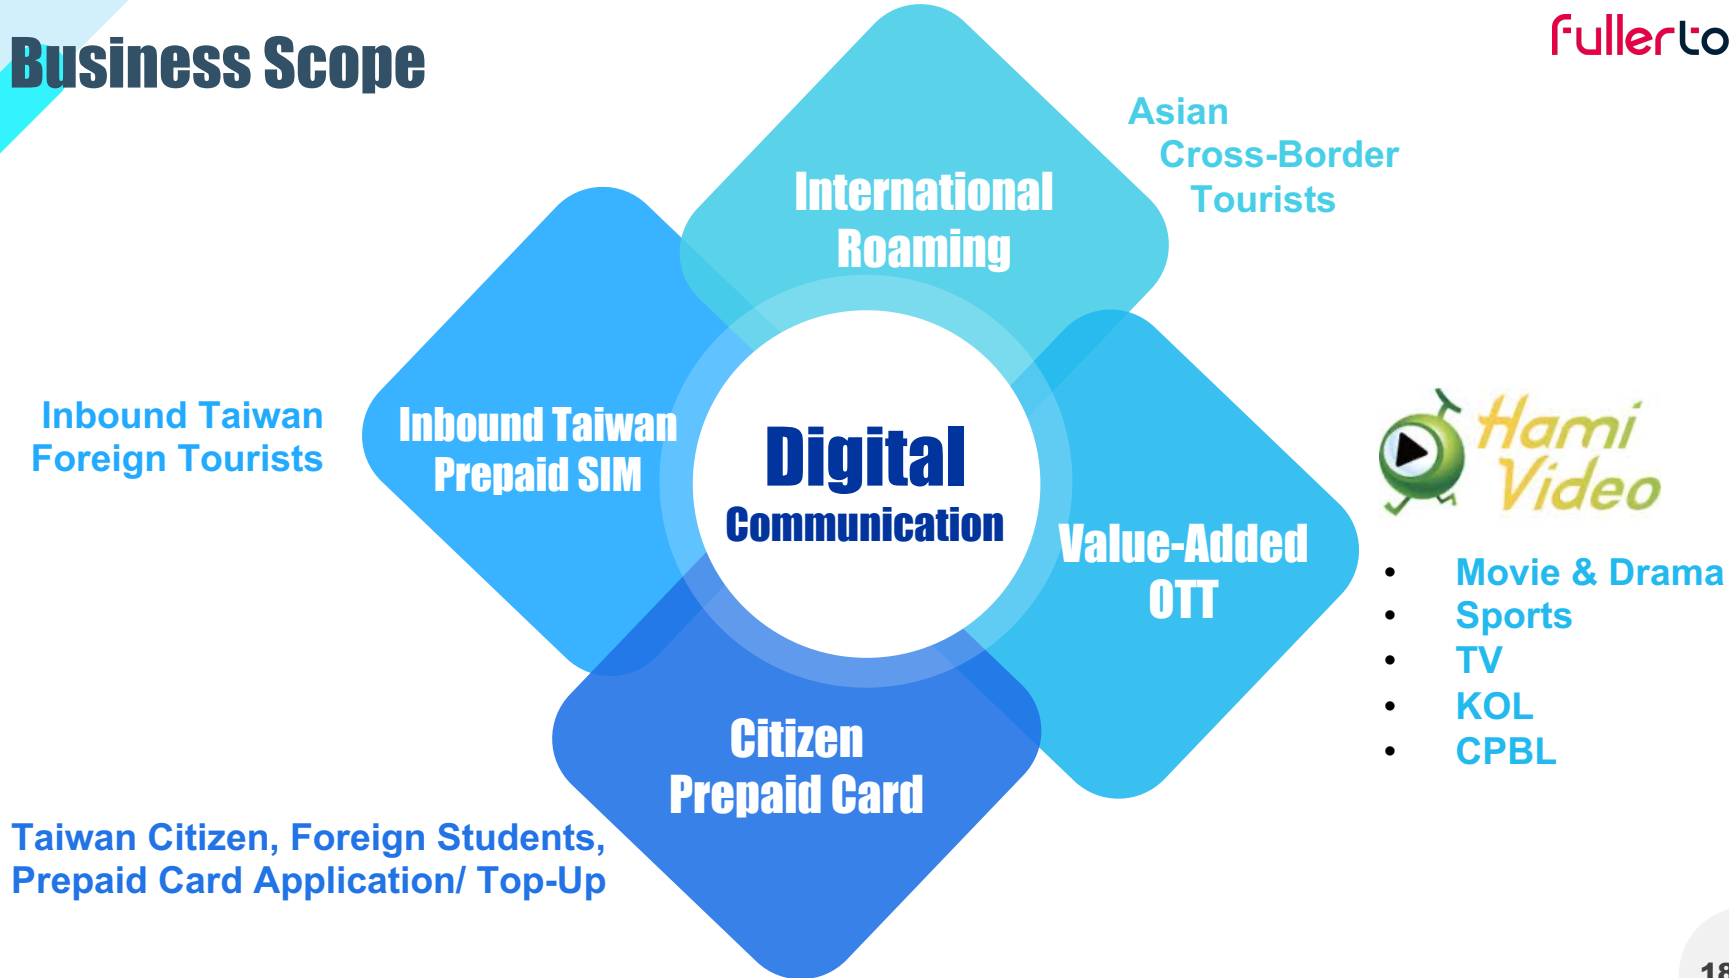 Business Scope
fullerto
Asian
Cross-Border
Tourists
International
Roaming
Inbound Taiwan
Foreign Tourists
Inbound Taiwan
Prepaid SIM
Digital
Communication
Value-Added
OTT
Hami
Video
• Movie & Drama
• Sports
• TV
• KOL
• CPBL
Citizen
Prepaid Card
Taiwan Citizen, Foreign Students,
Prepaid Card Application/ Top-Up
18